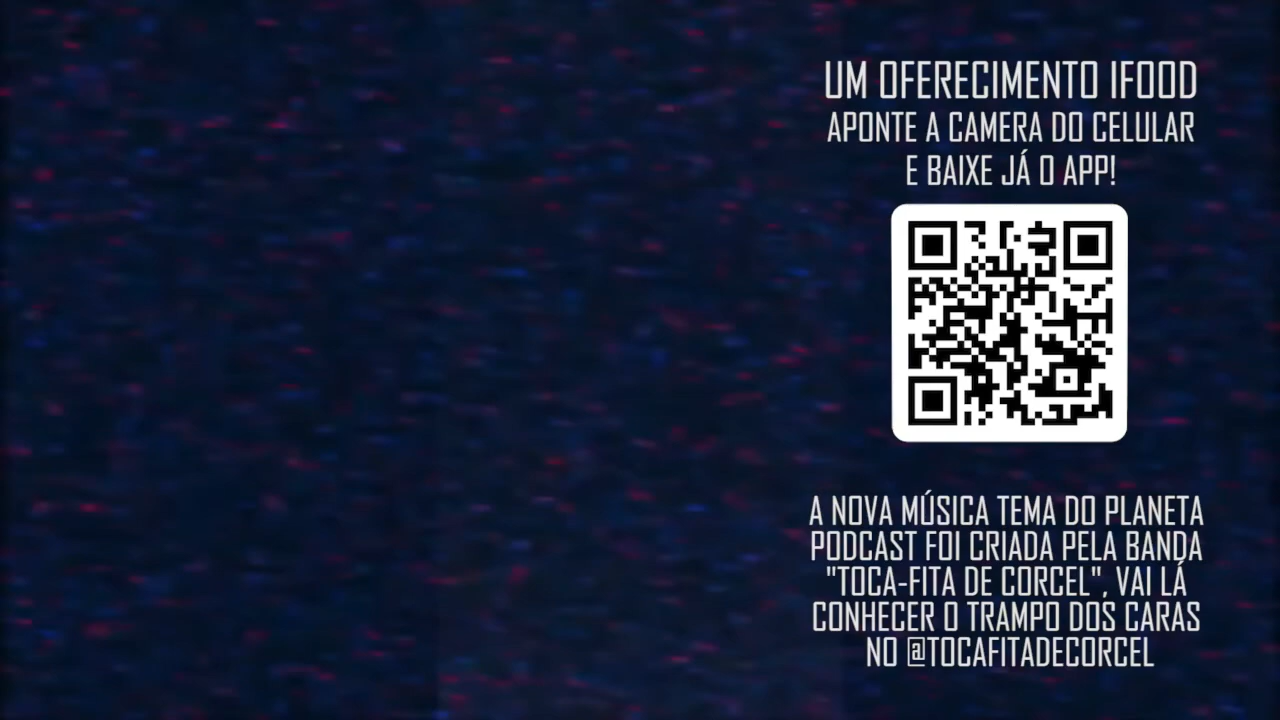 UM OFERECIMENTO IFOOD
APONTE A CAMERA DO CELULAR
E BAIXE JÁ O APP!
A NOVA MÚSICA TEMA DO PLANETA
PODCAST FOI CRIADA PELA BANDA
"TOCA-FITA DE CORCEL", VAI LÁ
CONHECER O TRAMPO DOS CARAS
NO @TOCAFITADECORCEL